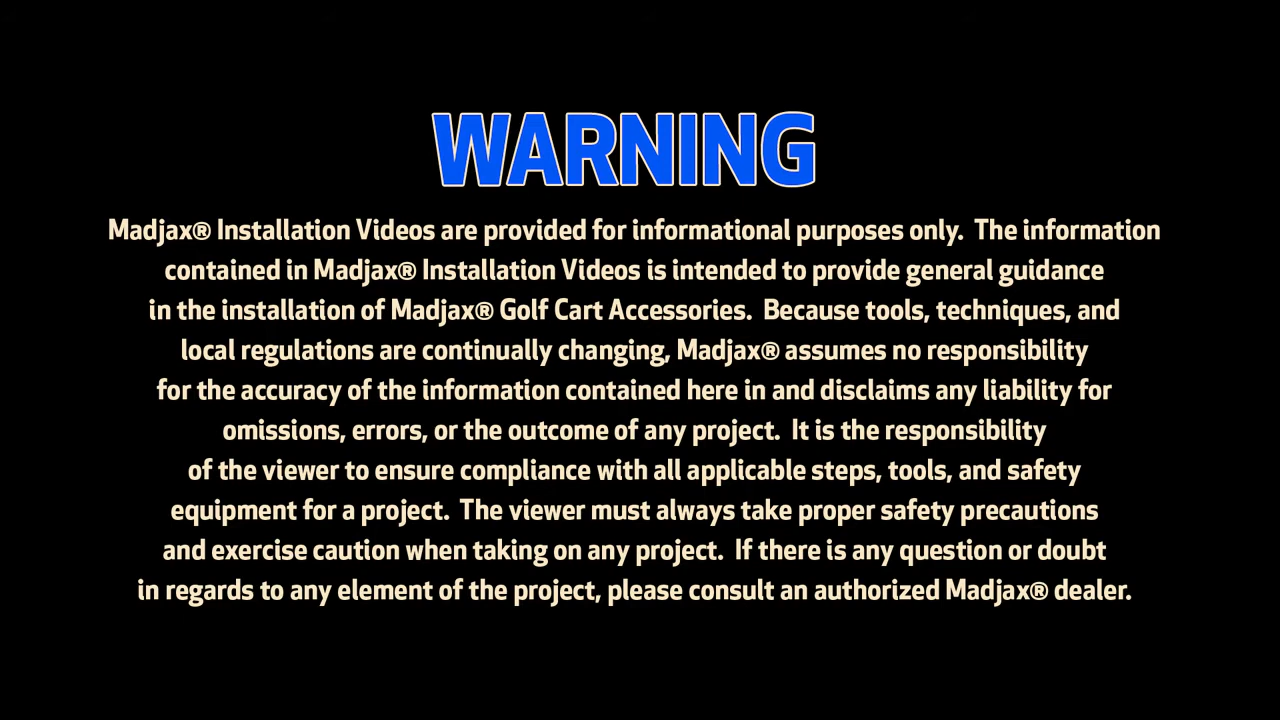 WARNING
Madjax® Installation Videos are provided for informational purposes only.  The information
contained in Madjax® Installation Videos is intended to provide general guidance
in the installation of Madjax® Golf Cart Accessories.  Because tools, techniques, and
local regulations are continually changing, Madjax® assumes no responsibility
for the accuracy of the information contained here in and disclaims any liability for
omissions, errors, or the outcome of any project.  It is the responsibility
of the viewer to ensure compliance with all applicable steps, tools, and safety
equipment for a project.  The viewer must always take proper safety precautions
and exercise caution when taking on any project.  If there is any question or doubt
in regards to any element of the project, please consult an authorized Madjax® dealer.